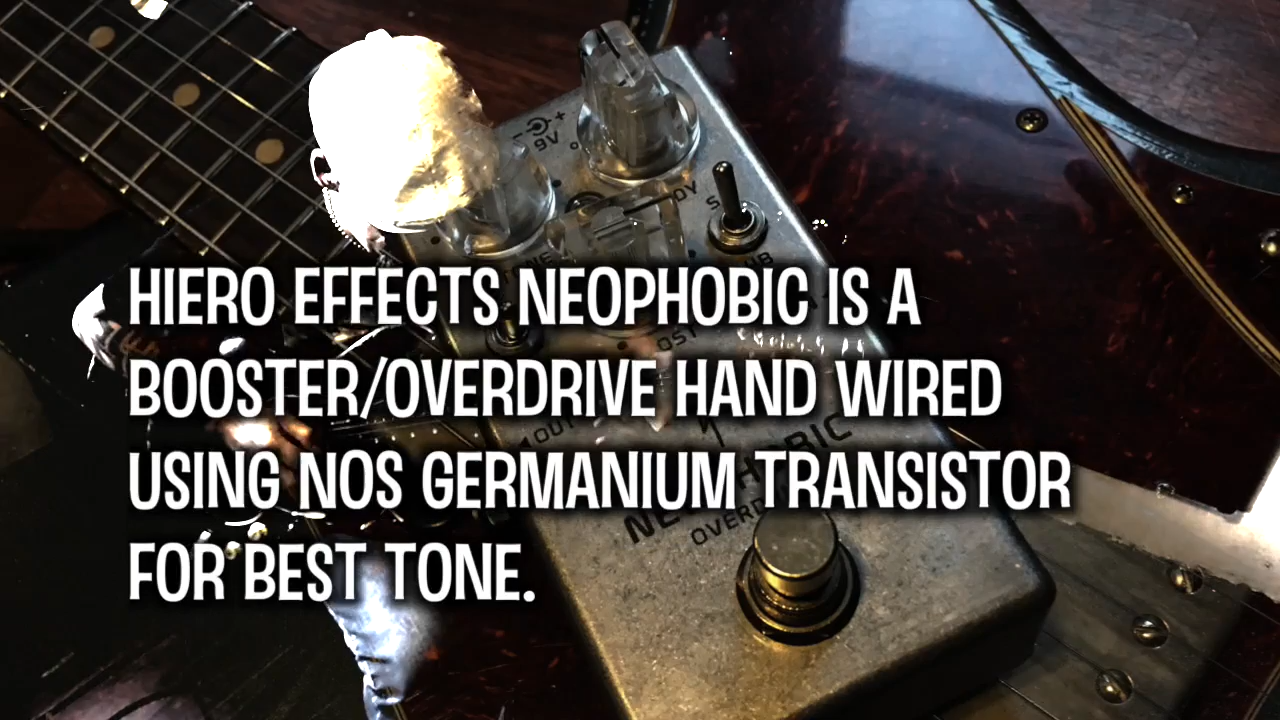 9V
HIERO EFFECTS NEOPHOBIC IS A
BOOSTER/OVERDRIVE HAND WIRED
USING NOS GERMANIUM TRANSISTOR
FOR BEST TONE.